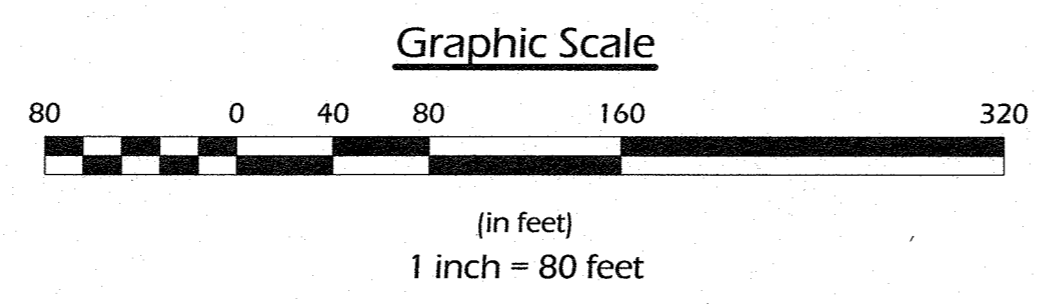 Graphic Scale
80 0 40 80 160 320
(in feet)
1 inch = 80 feet